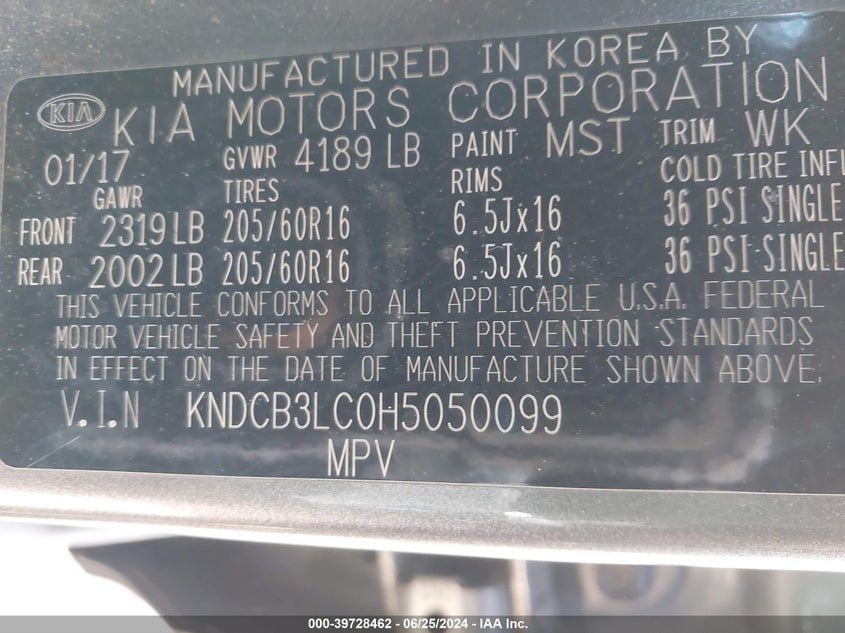 MANUFACTURED IN KOREA BY
KIA KIA MOTORS CORPORATION
01/17 GVWR 4189 LB PAINT MST TRIM WK
GAWR TIRES RIMS COLD TIRE INFL
FRONT 2319 LB 205/60R16 6.5Jx16 36 PSI SINGLE
REAR 2002 LB 205/60R16 6.5Jx16 36 PSI SINGLE
THIS VEHICLE CONFORMS TO ALL APPLICABLE U.S.A. FEDERAL
MOTOR VEHICLE SAFETY AND THEFT PREVENTION STANDARDS
IN EFFECT ON THE DATE OF MANUFACTURE SHOWN ABOVE.
V.I.N KNDCB3LC0H5050099
MPV
000-39728462 - 06/25/2024 - IAA Inc.